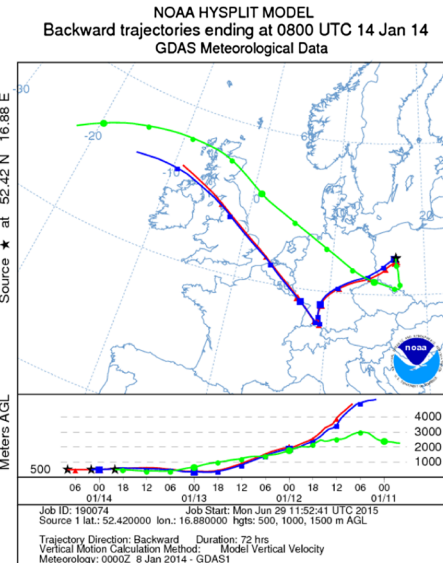 NOAA HYSPLIT MODEL
Backward trajectories ending at 0800 UTC 14 Jan 14
GDAS Meteorological Data
Source ★ at 52.42 N 16.88 E
-30
-20
-10
0
noaa
Meters AGL
500
4000
3000
2000
1000
06 00 18 12 06 00 18 12 06 00 18 12 06 00
01/14 01/13 01/12 01/11
Job ID: 190074 Job Start: Mon Jun 29 11:52:41 UTC 2015
Source 1 lat.: 52.420000 lon.: 16.880000 hgts: 500, 1000, 1500 m AGL
Trajectory Direction: Backward Duration: 72 hrs
Vertical Motion Calculation Method: Model Vertical Velocity
Meteorology: 0000Z 8 Jan 2014 - GDAS1